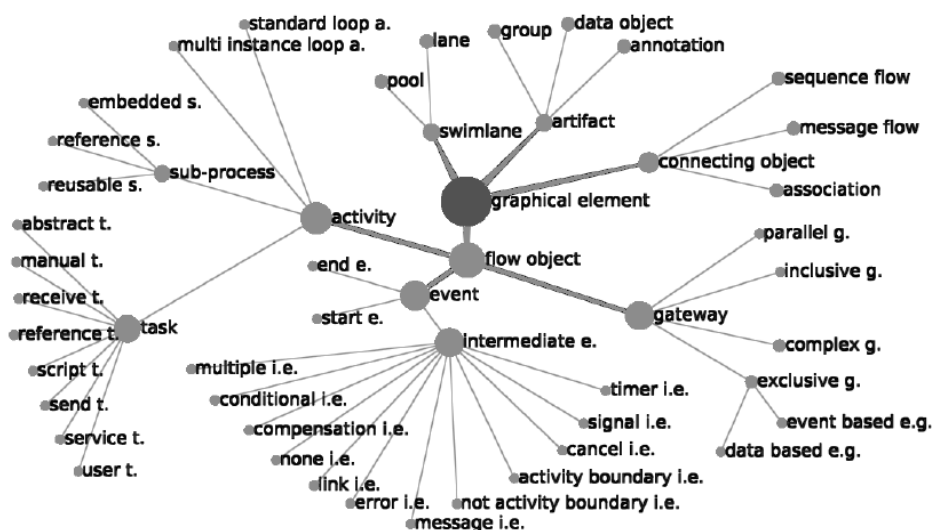 standard loop a.
multi instance loop a.
lane
group
data object
annotation
pool
sequence flow
embedded s.
swimlane
artifact
message flow
reference s.
sub-process
connecting object
reusable s.
association
graphical element
abstract t.
activity
parallel g.
manual t.
end e.
flow object
inclusive g.
receive t.
event
start e.
gateway
reference t.
task
intermediate e.
complex g.
script t.
multiple i.e.
timer i.e.
exclusive g.
send t.
conditional i.e.
signal i.e.
event based e.g.
service t.
compensation i.e.
cancel i.e.
data based e.g.
user t.
none i.e.
activity boundary i.e.
link i.e.
error i.e.
not activity boundary i.e.
message i.e.